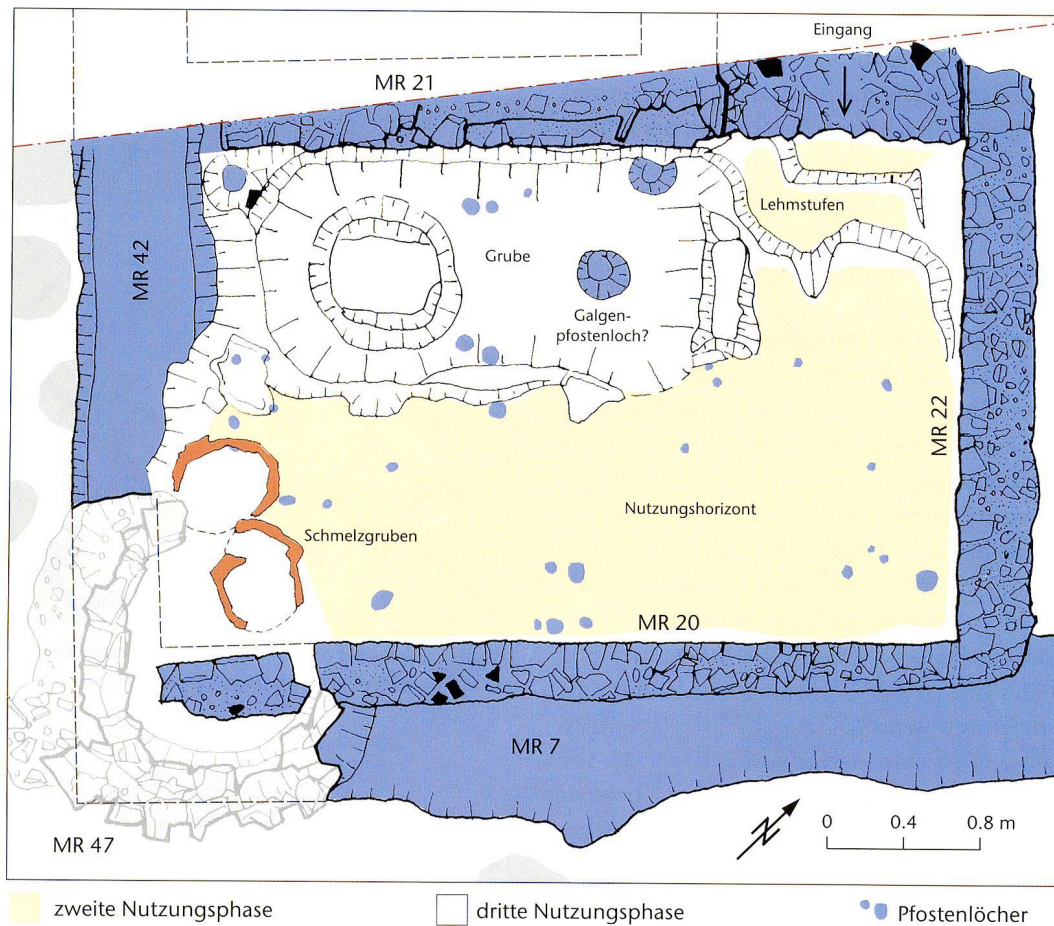 Eingang
MR 21
MR 42
Lehmstufen
Grube
Galgen-
pfostenloch?
MR 22
Nutzungshorizont
Schmelzgruben
MR 20
MR 7
N
0 0.4 0.8 m
MR 47
zweite Nutzungsphase
dritte Nutzungsphase
Pfostenlöcher